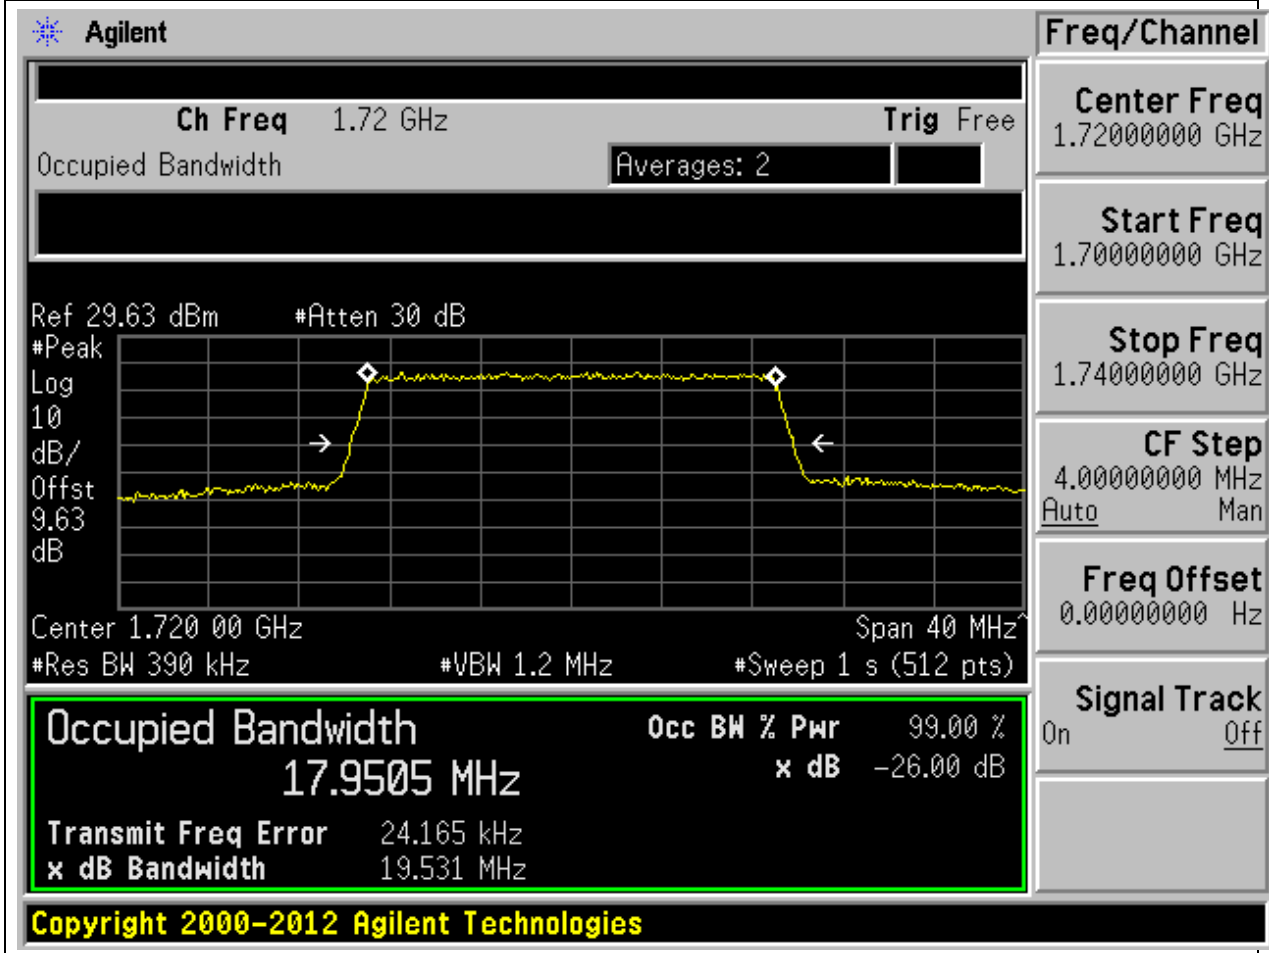 Agilent
Freq/Channel
Ch Freq 1.72 GHz Trig Free
Occupied Bandwidth Averages: 2
Center Freq
1.72000000 GHz
Start Freq
1.70000000 GHz
Stop Freq
1.74000000 GHz
CF Step
4.00000000 MHz
Auto Man
Freq Offset
0.00000000 Hz
Signal Track
On Off
Ref 29.63 dBm #Atten 30 dB
#Peak
Log
10
dB/
Offst
9.63
dB
Center 1.720 00 GHz Span 40 MHz^
#Res BW 390 kHz #VBW 1.2 MHz #Sweep 1 s (512 pts)
Occupied Bandwidth Occ BW % Pwr 99.00 %
17.9505 MHz x dB -26.00 dB
Transmit Freq Error 24.165 kHz
x dB Bandwidth 19.531 MHz
Copyright 2000-2012 Agilent Technologies